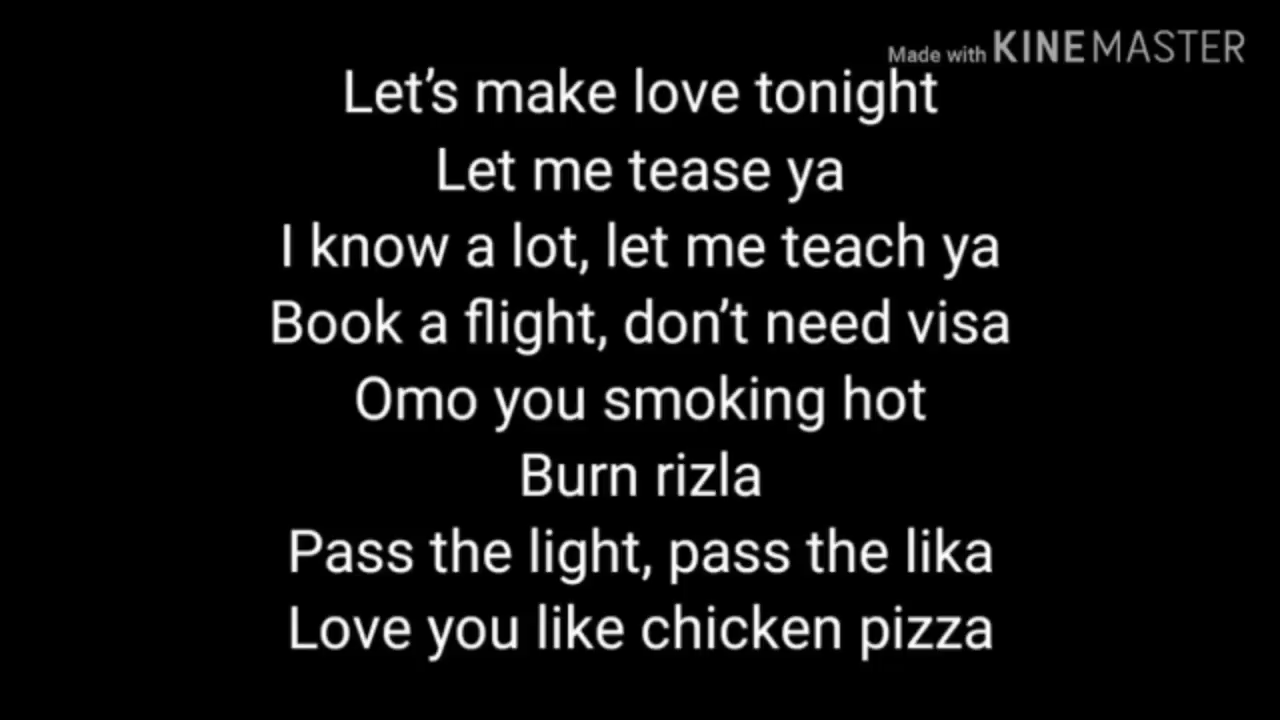 Made with KINEMASTER
Let's make love tonight
Let me tease ya
I know a lot, let me teach ya
Book a flight, don't need visa
Omo you smoking hot
Burn rizla
Pass the light, pass the lika
Love you like chicken pizza